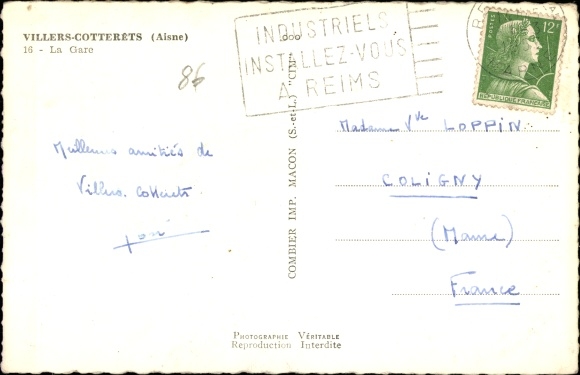 VILLERS-COTTERÊTS (Aisne)
16 - La Gare
86
INDUSTRIELS
INSTALLEZ-VOUS
A REIMS
12F
POSTES
REPUBLIQUE FRANÇAISE
COMBIER IMP. MACON (S.-et-L.) "CIM"
Meilleures amitiés de
Villers-Cotterets
Madame Vve LOPPIN
COLIGNY
(Marne)
France
PHOTOGRAPHIE VÉRITABLE
Reproduction Interdite